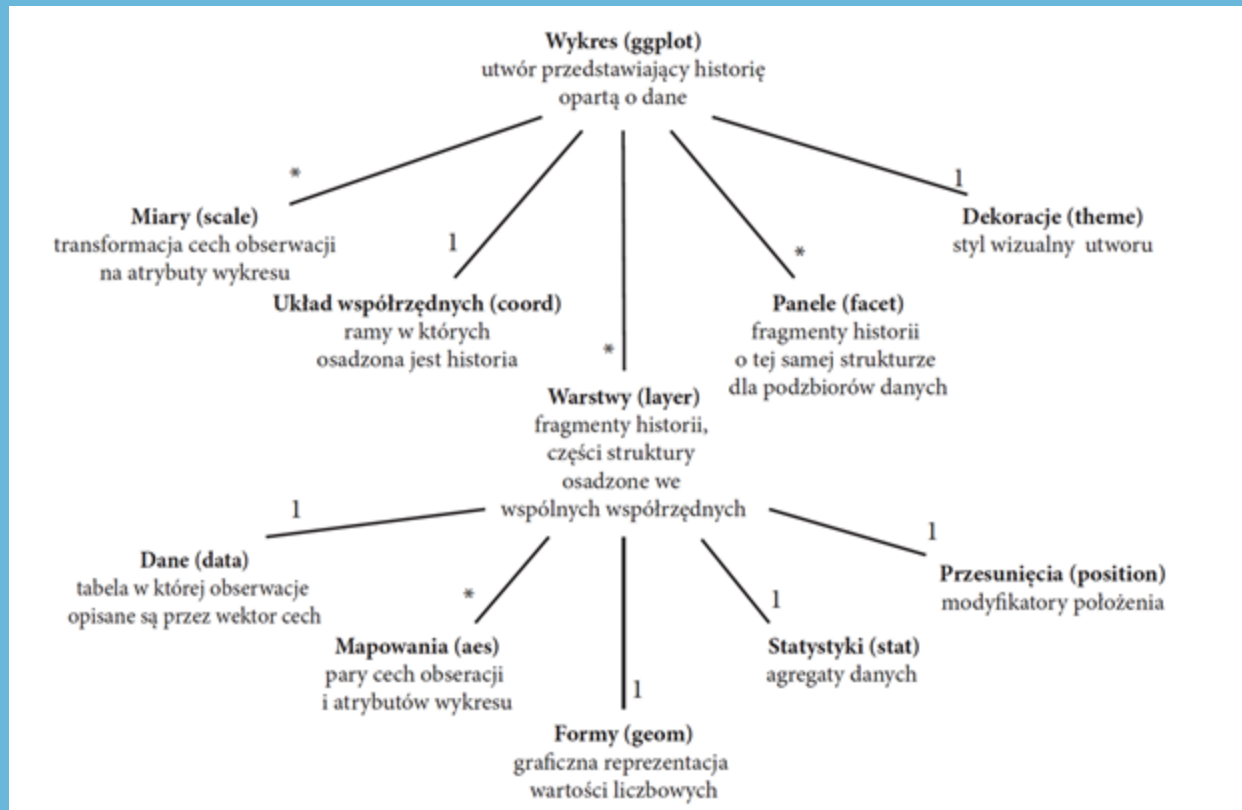 Wykres (ggplot)
utwór przedstawiający historię
opartą o dane
*
1
*
*
1
Miary (scale)
transformacja cech obserwacji
na atrybuty wykresu
Układ współrzędnych (coord)
ramy w których
osadzona jest historia
Warstwy (layer)
fragmenty historii,
części struktury
osadzone we
wspólnych współrzędnych
Panele (facet)
fragmenty historii
o tej samej strukturze
dla podzbiorów danych
Dekoracje (theme)
styl wizualny utworu
1
*
1
1
1
Dane (data)
tabela w której obserwacje
opisane są przez wektor cech
Mapowania (aes)
pary cech obseracji
i atrybutów wykresu
Formy (geom)
graficzna reprezentacja
wartości liczbowych
Statystyki (stat)
agregaty danych
Przesunięcia (position)
modyfikatory położenia